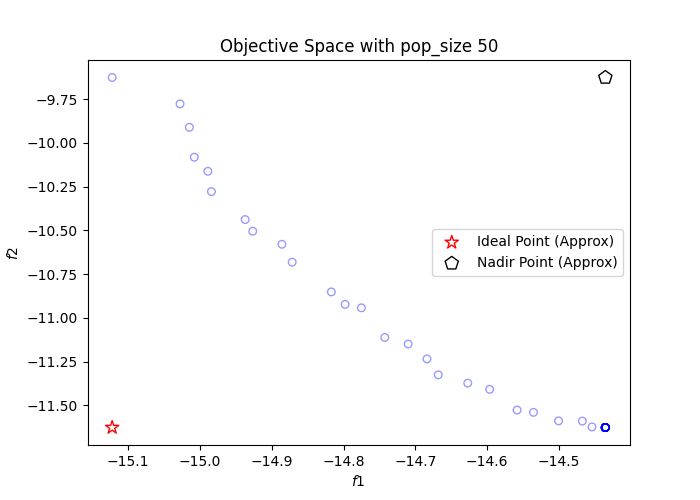 Objective Space with pop_size 50
f2
−9.75
−10.00
−10.25
−10.50
−10.75
−11.00
−11.25
−11.50
Ideal Point (Approx)
Nadir Point (Approx)
−15.1 −15.0 −14.9 −14.8 −14.7 −14.6 −14.5
f1